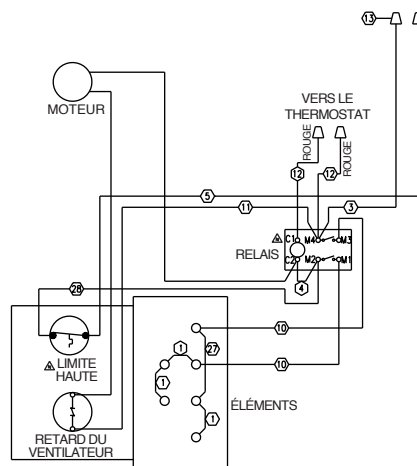 13
MOTEUR
VERS LE
THERMOSTAT
ROUGE
ROUGE
12
12
5
11
3
C1
M4
M3
RELAIS
C2
M2
M1
4
28
10
LIMITE
HAUTE
1
27
10
1
1
ÉLÉMENTS
RETARD DU
VENTILATEUR